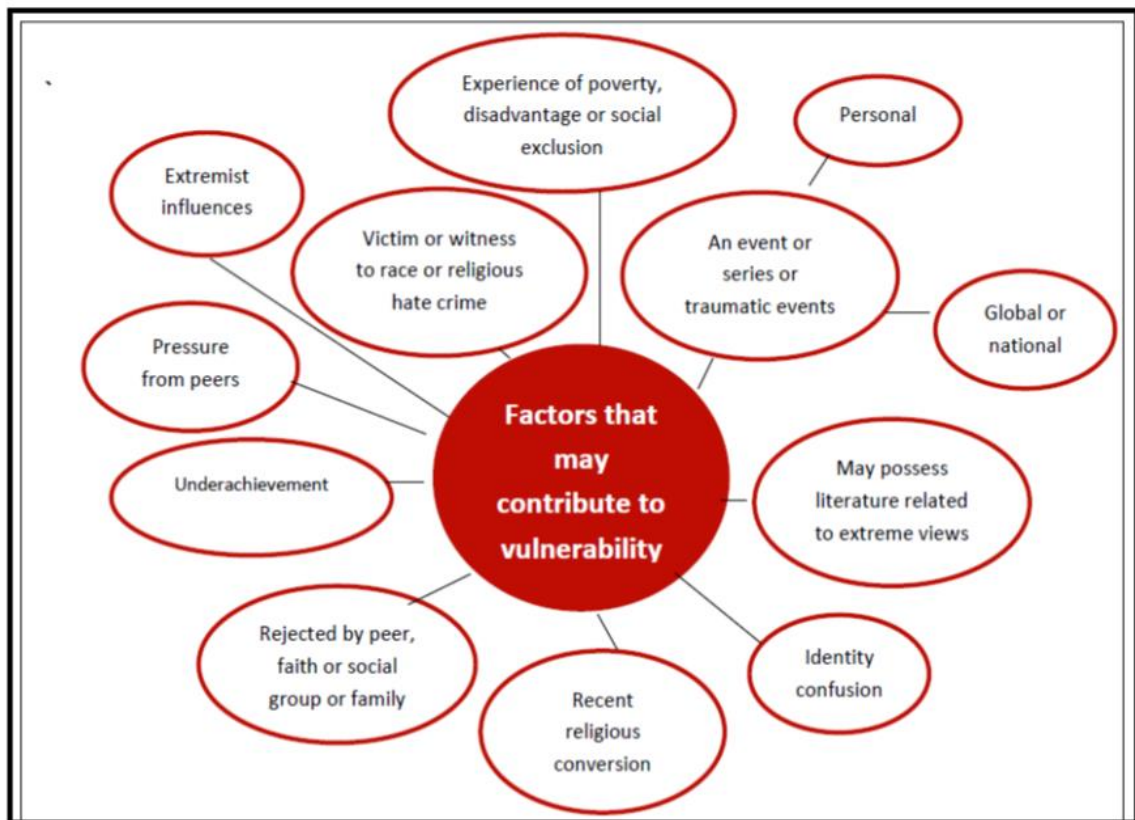 Experience of poverty,
disadvantage or social
exclusion
Personal
Extremist
influences
Victim or witness
to race or religious
hate crime
An event or
series or
traumatic events
Global or
national
Pressure
from peers
Factors that
may
contribute to
vulnerability
Underachievement
May possess
literature related
to extreme views
Rejected by peer,
faith or social
group or family
Recent
religious
conversion
Identity
confusion